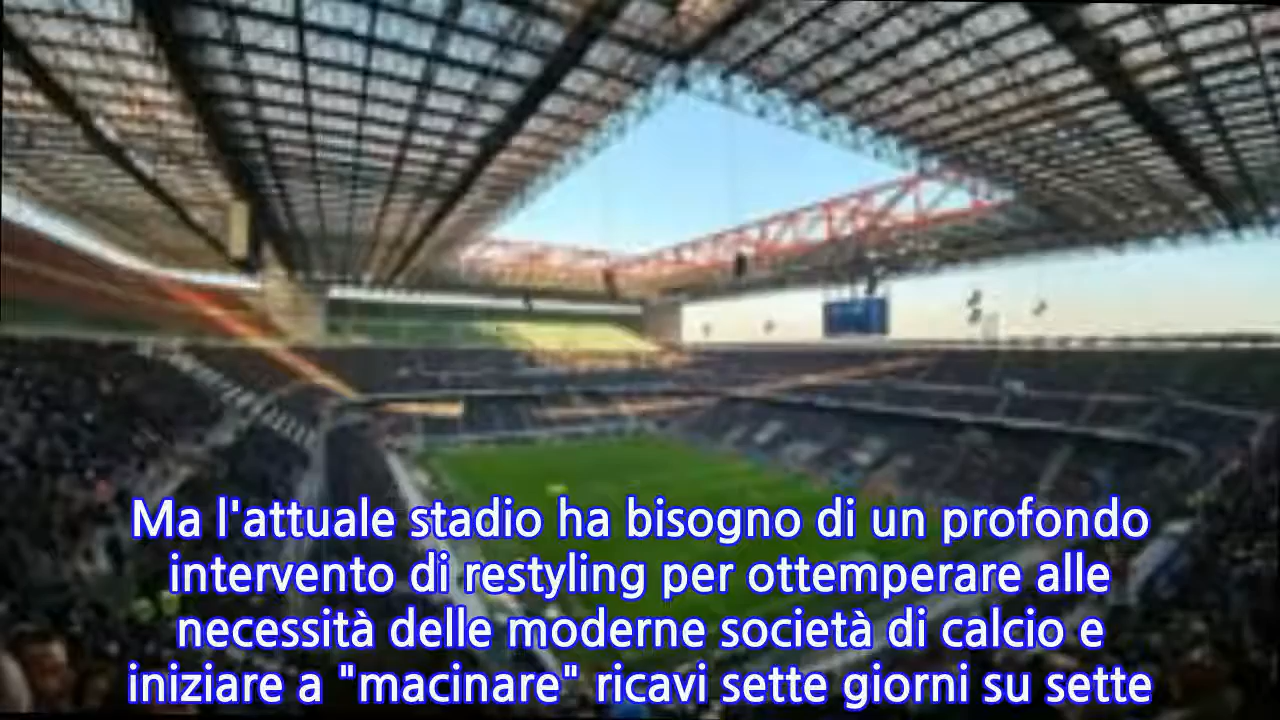 Ma l'attuale stadio ha bisogno di un profondo
intervento di restyling per ottemperare alle
necessità delle moderne società di calcio e
iniziare a "macinare" ricavi sette giorni su sette